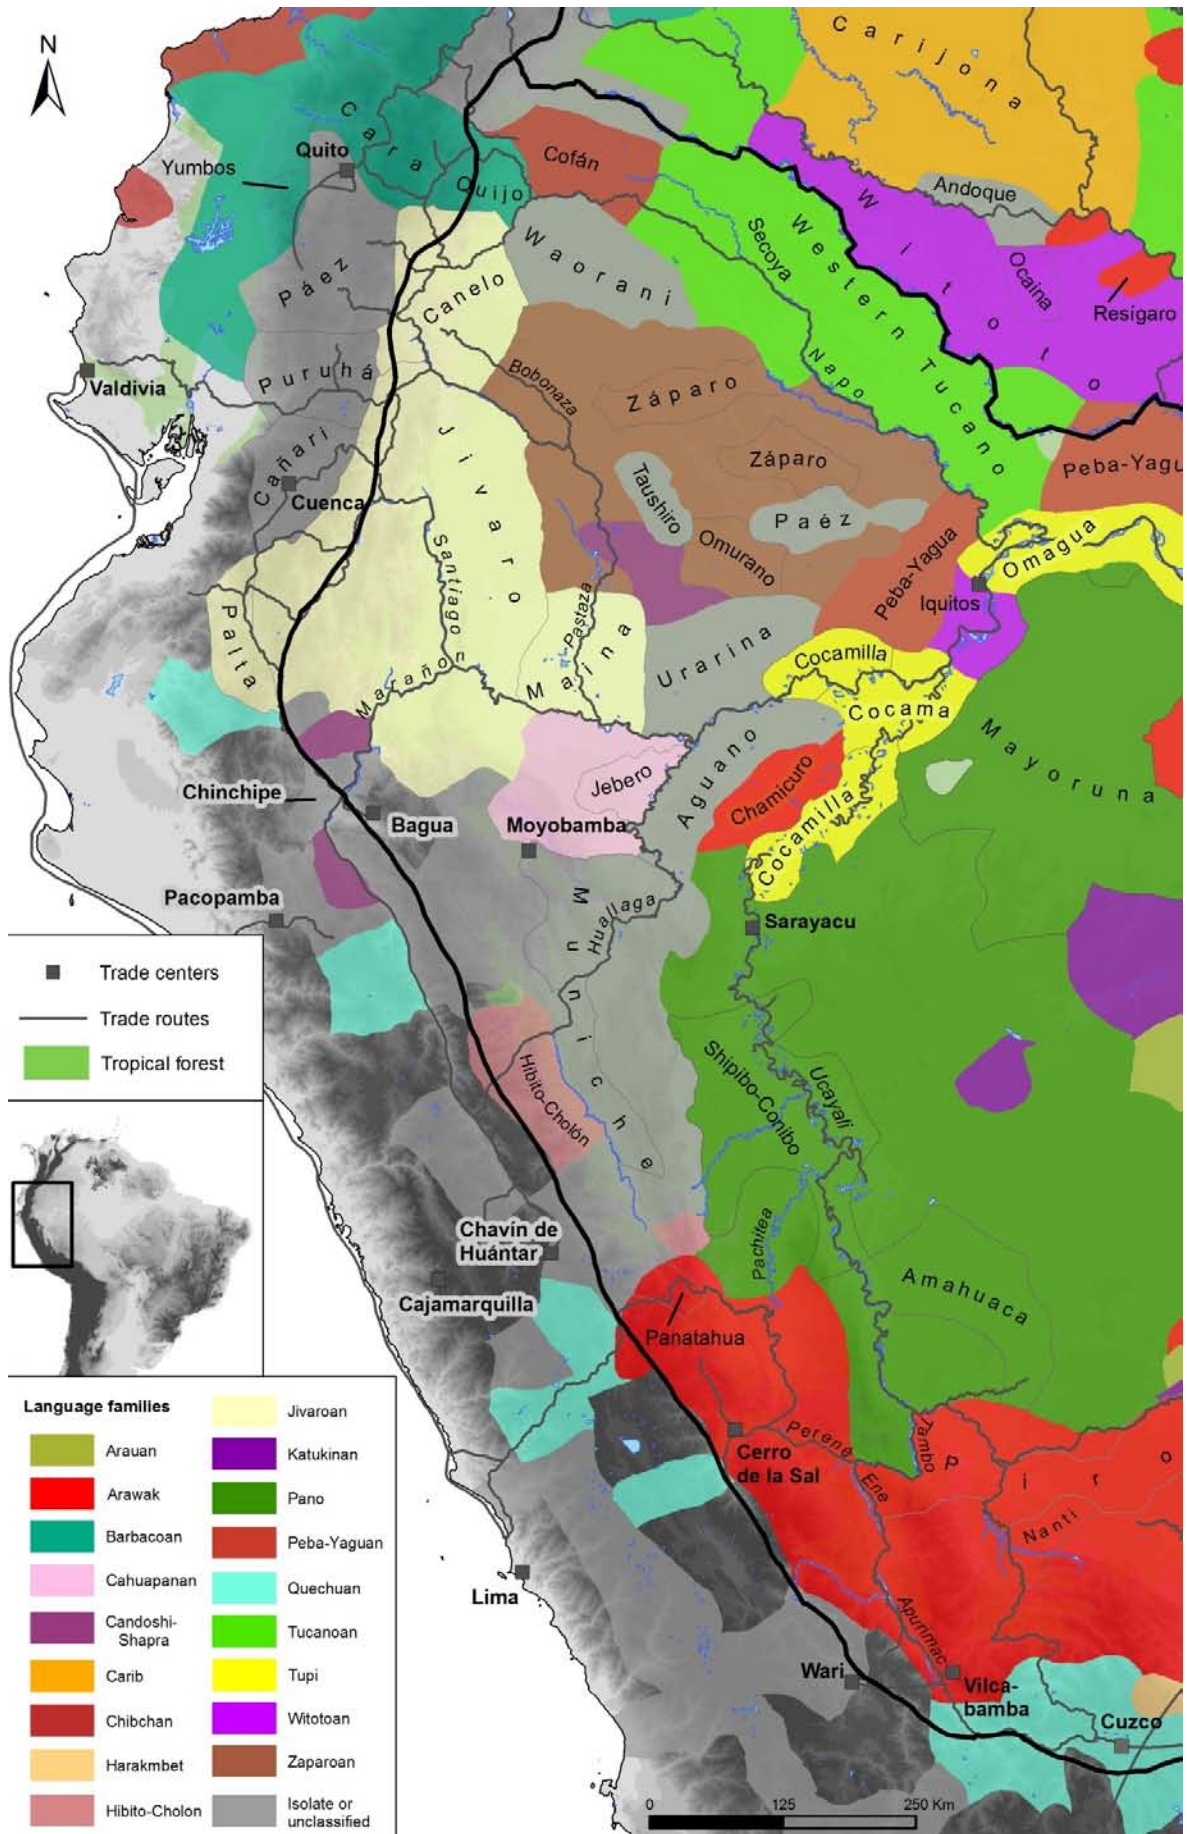 N
Carijona
Cara
Quito
Yumbos
Quijo
Cofán
Andoque
Witoto
Ocaina
Resígaro
Western Tucano
Secoya
Waorani
Páez
Canelo
Napo
Valdivia
Puruhá
Bobonaza
Záparo
Záparo
Jivaro
Cañari
Cuenca
Taushiro
Paéz
Peba-Yagu
Omurano
Peba-Yagua
Omagua
Iquitos
Santiago
Pastaza
Palta
Maina
Urarina
Cocamilla
Marañon
Cocama
Mayoruna
Aguano
Jebero
Chamicuro
Cocamilla
Chinchipe
Bagua
Moyobamba
Pacopamba
Huallaga
Sarayacu
Muniche
Trade centers
Trade routes
Tropical forest
Hibito-Cholón
Shipibo-Conibo
Ucayali
Pachitea
Chavín de
Huántar
Cajamarquilla
Amahuaca
Panatahua
Cerro
de la Sal
Perené
Ene
Tambo
Piro
Nanti
Lima
Apurimac
Wari
Vilca-
bamba
Cuzco
Language families
Arauan
Arawak
Barbacoan
Cahuapanan
Candoshi-
Shapra
Carib
Chibchan
Harakmbet
Hibito-Cholon
Jivaroan
Katukinan
Pano
Peba-Yaguan
Quechuan
Tucanoan
Tupi
Witotoan
Zaparoan
Isolate or
unclassified
0 125 250 Km